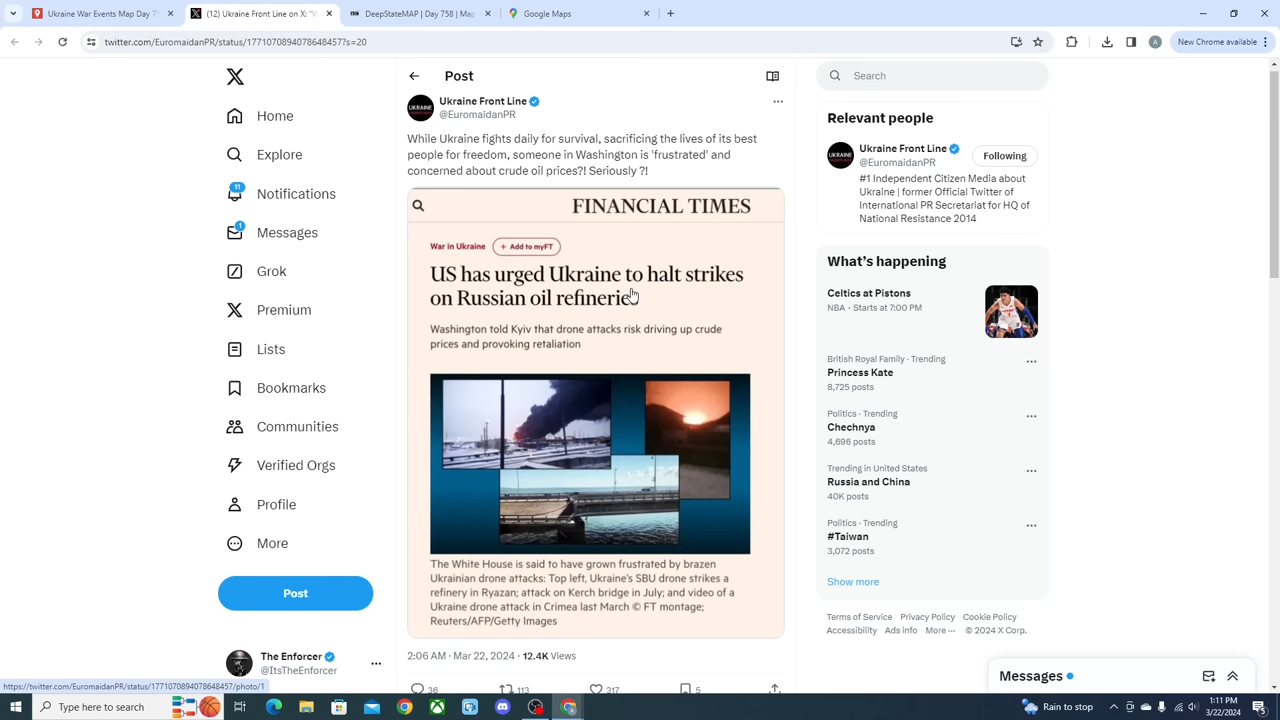 Ukraine War Events Map Day 7
(12) Ukraine Front Line on X: "W
DeepStateMAP | Day 758 | Map
Google Maps
twitter.com/EuromaidanPR/status/1771070894078648457?s=20
New Chrome available
Home
Explore
11
Notifications
1
Messages
Grok
Premium
Lists
Bookmarks
Communities
Verified Orgs
Profile
More
Post
The Enforcer
@ItsTheEnforcer
Post
Ukraine Front Line
@EuromaidanPR
While Ukraine fights daily for survival, sacrificing the lives of its best
people for freedom, someone in Washington is 'frustrated' and
concerned about crude oil prices?! Seriously ?!
FINANCIAL TIMES
War in Ukraine
+ Add to myFT
US has urged Ukraine to halt strikes
on Russian oil refineries
Washington told Kyiv that drone attacks risk driving up crude
prices and provoking retaliation
The White House is said to have grown frustrated by brazen
Ukrainian drone attacks: Top left, Ukraine's SBU drone strikes a
refinery in Ryazan; attack on Kerch bridge in July; and video of a
Ukraine drone attack in Crimea last March © FT montage;
Reuters/AFP/Getty Images
2:06 AM · Mar 22, 2024 · 12.4K Views
36
113
317
5
Search
Relevant people
Ukraine Front Line
@EuromaidanPR
Following
#1 Independent Citizen Media about
Ukraine | former Official Twitter of
International PR Secretariat for HQ of
National Resistance 2014
What's happening
Celtics at Pistons
NBA · Starts at 7:00 PM
British Royal Family · Trending
Princess Kate
8,725 posts
Politics · Trending
Chechnya
4,696 posts
Trending in United States
Russia and China
40K posts
Politics · Trending
#Taiwan
3,072 posts
Show more
Terms of Service Privacy Policy Cookie Policy
Accessibility Ads info More ··· © 2024 X Corp.
Messages
https://twitter.com/EuromaidanPR/status/1771070894078648457/photo/1
Type here to search
Rain to stop
1:11 PM
3/22/2024